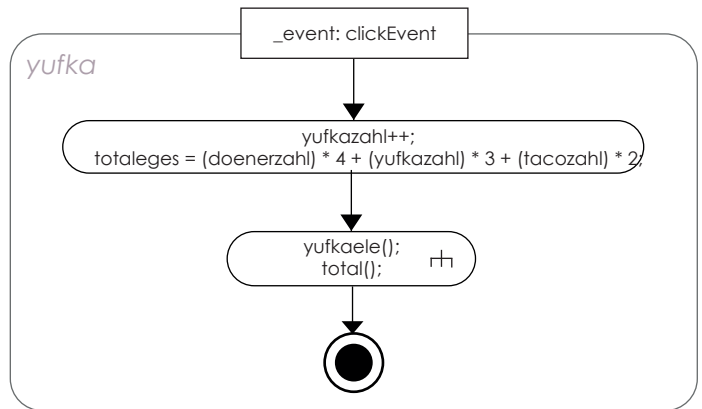 _event: clickEvent
yufka
yufkazahl++;
totaleges = (doenerzahl) * 4 + (yufkazahl) * 3 + (tacozahl) * 2;
yufkaele();
total();